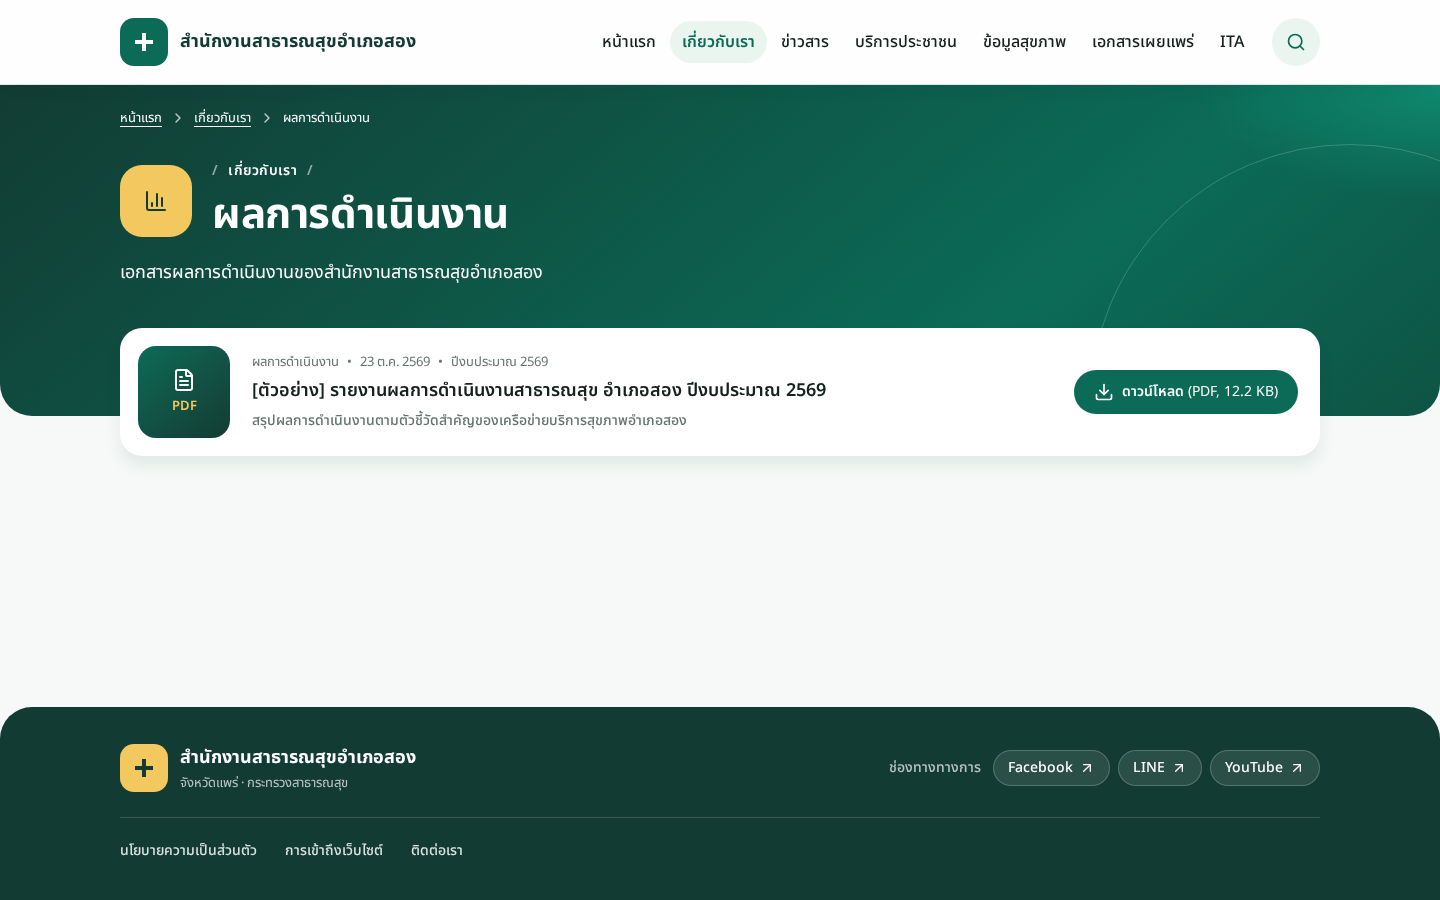 สำนักงานสาธารณสุขอำเภอสอง
หน้าแรก เกี่ยวกับเรา ข่าวสาร บริการประชาชน ข้อมูลสุขภาพ เอกสารเผยแพร่ ITA
หน้าแรก > เกี่ยวกับเรา > ผลการดำเนินงาน
/ เกี่ยวกับเรา /
ผลการดำเนินงาน
เอกสารผลการดำเนินงานของสำนักงานสาธารณสุขอำเภอสอง
PDF
ผลการดำเนินงาน • 23 ต.ค. 2569 • ปีงบประมาณ 2569
[ตัวอย่าง] รายงานผลการดำเนินงานสาธารณสุข อำเภอสอง ปีงบประมาณ 2569
สรุปผลการดำเนินงานตามตัวชี้วัดสำคัญของเครือข่ายบริการสุขภาพอำเภอสอง
ดาวน์โหลด (PDF, 12.2 KB)
สำนักงานสาธารณสุขอำเภอสอง
จังหวัดแพร่ · กระทรวงสาธารณสุข
ช่องทางทางการ Facebook LINE YouTube
นโยบายความเป็นส่วนตัว การเข้าถึงเว็บไซต์ ติดต่อเรา